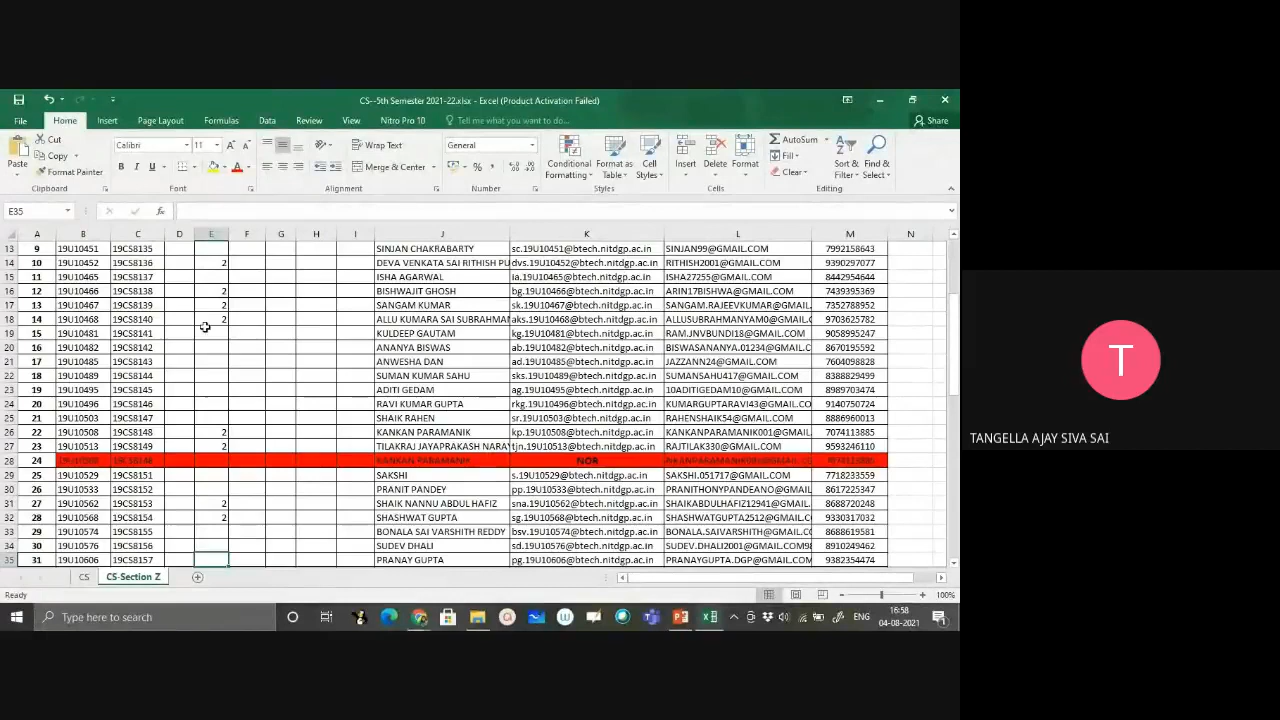 CS--5th Semester 2021-22.xlsx - Excel (Product Activation Failed)
File Home Insert Page Layout Formulas Data Review View Nitro Pro 10 Tell me what you want to do... Share
Cut
Copy
Format Painter
Paste
Clipboard
Calibri 11
B I U
Font
Wrap Text
Merge & Center
Alignment
General
Number
Conditional Formatting
Format as Table
Cell Styles
Styles
Insert Delete Format
Cells
AutoSum
Fill
Clear
Sort & Filter
Find & Select
Editing
E35 fx
A B C D E F G H I J K L M N
13 9 19U10451 19CS8135 SINJAN CHAKRABARTY sc.19U10451@btech.nitdgp.ac.in SINJAN99@GMAIL.COM 7992158643
14 10 19U10452 19CS8136 2 DEVA VENKATA SAI RITHISH PU dvs.19U10452@btech.nitdgp.ac.in RITHISH2001@GMAIL.COM 9390297077
15 11 19U10465 19CS8137 ISHA AGARWAL ia.19U10465@btech.nitdgp.ac.in ISHA27255@GMAIL.COM 8442954644
16 12 19U10466 19CS8138 2 BISHWAJIT GHOSH bg.19U10466@btech.nitdgp.ac.in ARIN17BISHWA@GMAIL.COM 7439395369
17 13 19U10467 19CS8139 2 SANGAM KUMAR sk.19U10467@btech.nitdgp.ac.in SANGAM.RAJEEVKUMAR@GMAIL. 7352788952
18 14 19U10468 19CS8140 2 ALLU KUMARA SAI SUBRAHMAN aks.19U10468@btech.nitdgp.ac.in ALLUSUBRAHMANYAM0@GMAIL.C 9703625782
19 15 19U10481 19CS8141 KULDEEP GAUTAM kg.19U10481@btech.nitdgp.ac.in RAM.JNVBUNDI18@GMAIL.COM 9058995247
20 16 19U10482 19CS8142 ANANYA BISWAS ab.19U10482@btech.nitdgp.ac.in BISWASANANYA.01234@GMAIL.CO 8670195592
21 17 19U10485 19CS8143 ANWESHA DAN ad.19U10485@btech.nitdgp.ac.in JAZZANN24@GMAIL.COM 7604098828
22 18 19U10489 19CS8144 SUMAN KUMAR SAHU sks.19U10489@btech.nitdgp.ac.in SUMANSAHU417@GMAIL.COM 8388829499
23 19 19U10495 19CS8145 ADITI GEDAM ag.19U10495@btech.nitdgp.ac.in 10ADITIGEDAM10@GMAIL.COM 8989703474
24 20 19U10496 19CS8146 RAVI KUMAR GUPTA rkg.19U10496@btech.nitdgp.ac.in KUMARGUPTARAVI43@GMAIL.COM 9140750724
25 21 19U10503 19CS8147 SHAIK RAHEN sr.19U10503@btech.nitdgp.ac.in RAHENSHAIK54@GMAIL.COM 8886960013
26 22 19U10508 19CS8148 2 KANKAN PARAMANIK kp.19U10508@btech.nitdgp.ac.in KANKANPARAMANIK001@GMAIL.CO 7074113885
27 23 19U10513 19CS8149 2 TILAKRAJ JAYAPRAKASH NARAY tjn.19U10513@btech.nitdgp.ac.in RAJTILAK330@GMAIL.COM 9593246110
28 24 KANKAN PARAMANIK NOR
29 25 19U10529 19CS8151 SAKSHI s.19U10529@btech.nitdgp.ac.in SAKSHI.051717@GMAIL.COM 7718233559
30 26 19U10533 19CS8152 PRANIT PANDEY pp.19U10533@btech.nitdgp.ac.in PRANITHONYPANDEANO@GMAIL.CO 8617225347
31 27 19U10562 19CS8153 2 SHAIK NANNU ABDUL HAFIZ sna.19U10562@btech.nitdgp.ac.in SHAIKABDULHAFIZ12941@GMAIL.C 8688720248
32 28 19U10568 19CS8154 2 SHASHWAT GUPTA sg.19U10568@btech.nitdgp.ac.in SHASHWATGUPTA2512@GMAIL.CO 9330317032
33 29 19U10574 19CS8155 BONALA SAI VARSHITH REDDY bsv.19U10574@btech.nitdgp.ac.in BONALA.SAIVARSHITH@GMAIL.COM 8688681591
34 30 19U10576 19CS8156 SUDEV DHALI sd.19U10576@btech.nitdgp.ac.in SUDEV.DHALI2001@GMAIL.COM 8910249462
35 31 19U10606 19CS8157 PRANAY GUPTA pg.19U10606@btech.nitdgp.ac.in PRANAYGUPTA.DGP@GMAIL.COM 9382354474
CS CS-Section Z
Ready 100%
Type here to search ENG 16:58
04-08-2021
T
TANGELLA AJAY SIVA SAI